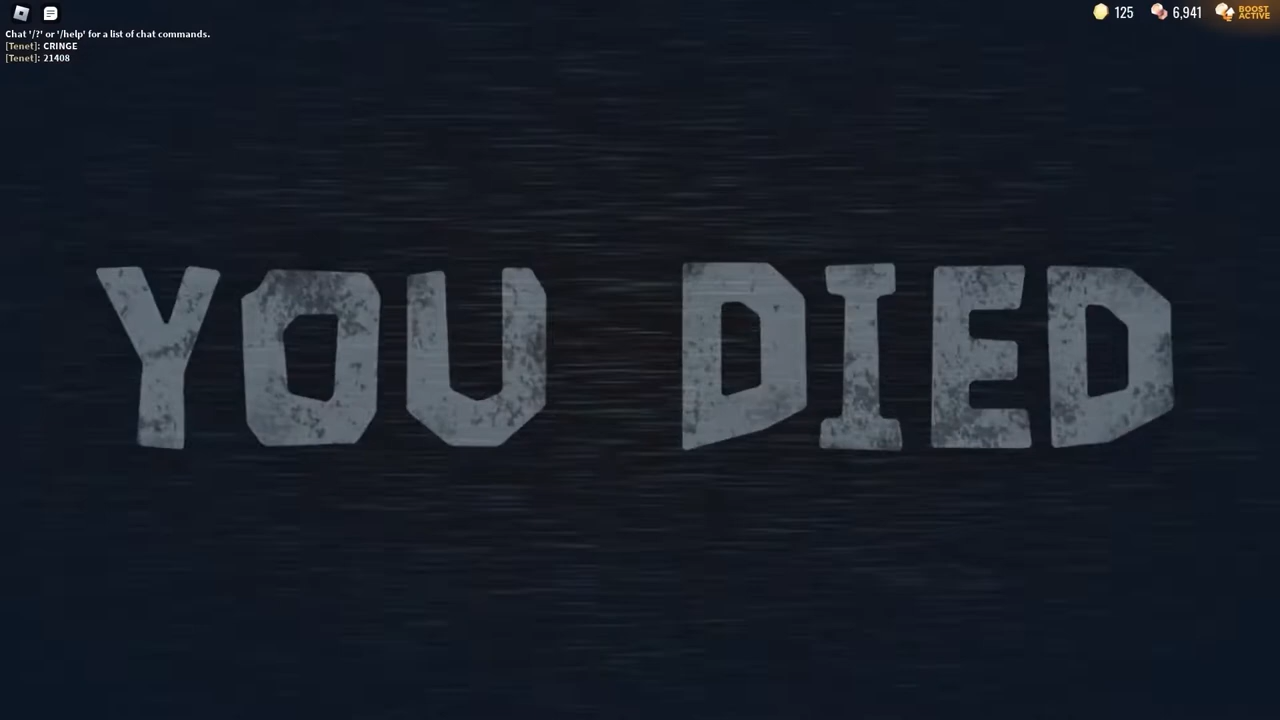 125
6,941
BOOST
ACTIVE
Chat '/?' or '/help' for a list of chat commands.
[Tenet]: CRINGE
[Tenet]: 21408
YOU DIED